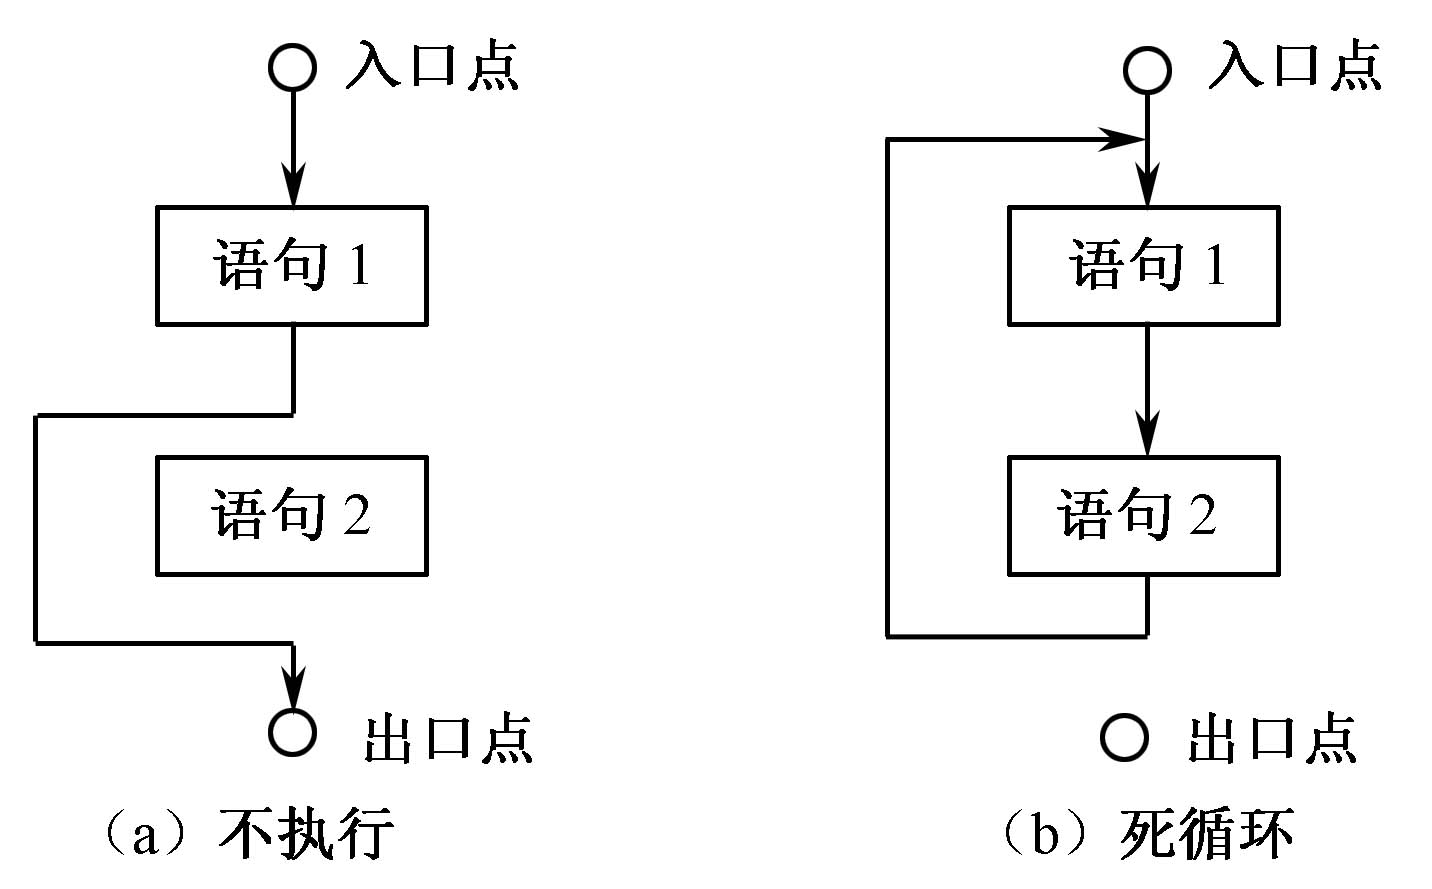 入口点
语句 1
语句 2
出口点
（a）不执行
入口点
语句 1
语句 2
出口点
（b）死循环